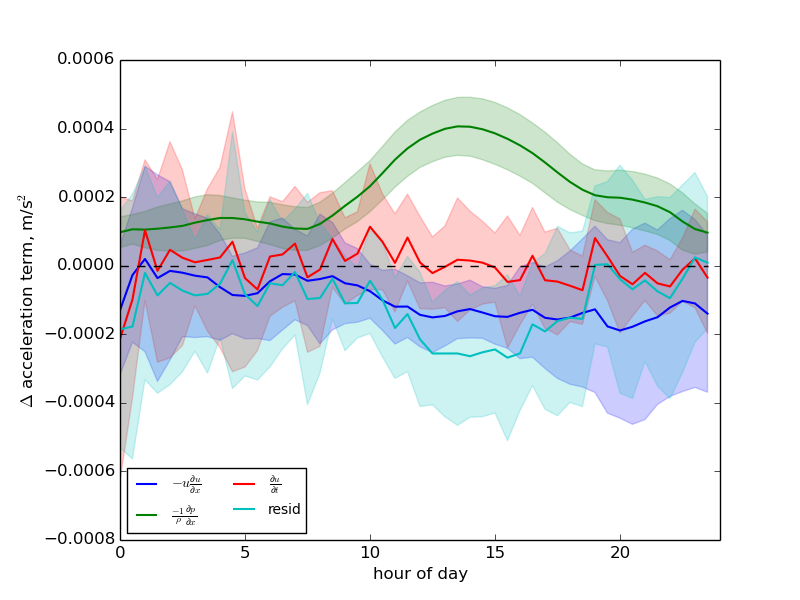 0.0006
0.0004
0.0002
0.0000
−0.0002
−0.0004
−0.0006
−0.0008
Δ acceleration term, m/s²
−u ∂u/∂x
∂u/∂t
−1/ρ ∂p/∂x
resid
0 5 10 15 20
hour of day